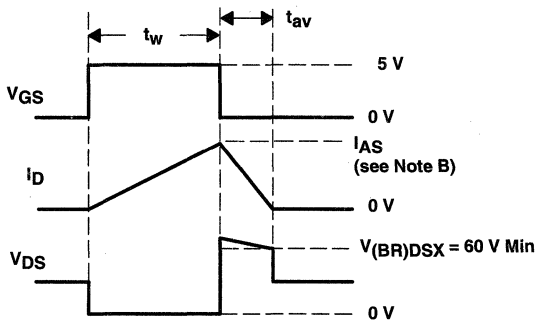 tw
tav
5 V
VGS
0 V
IAS
(see Note B)
ID
0 V
V(BR)DSX = 60 V Min
VDS
0 V